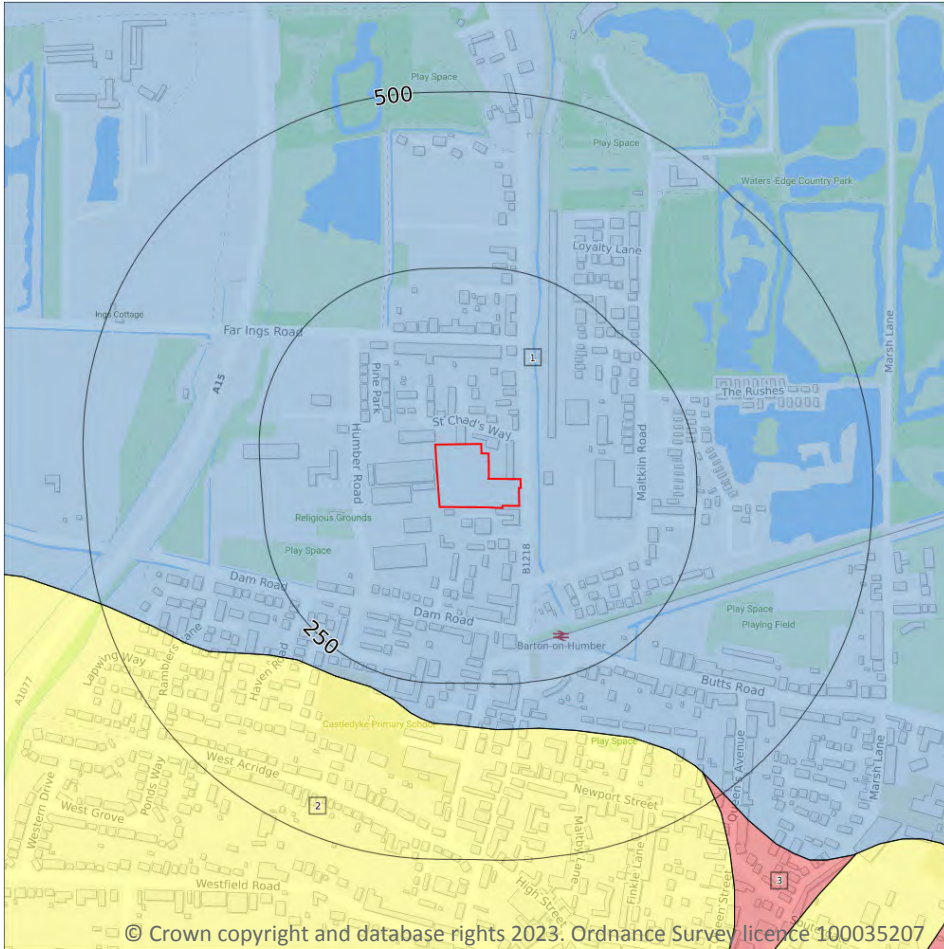 Play Space
500
Play Space
Waters-Edge Country Park
Loyalty Lane
Ings Cottage
Far Ings Road
Marsh Lane
1
A15
Pine Park
The Rushes
St Chad's Way
Humber Road
Maltkiln Road
Religious Grounds
Play Space
B1218
Dam Road
Dam Road
Play Space
Playing Field
250
Barton-on-Humber
Ramblers Lane
Lapwing Way
Haven Road
Butts Road
A1077
Castledyke Primary School
Play Space
Queen's Avenue
Marsh Lane
West Acridge
Newport Street
Western Drive
Ponds Way
2
West Grove
Maltby Lane
Finkle Lane
3
Westfield Road
High Street
© Crown copyright and database rights 2023. Ordnance Survey licence 100035207.